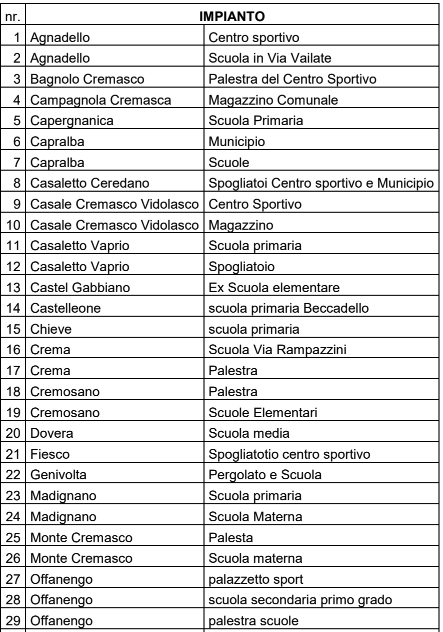 nr. IMPIANTO
1 Agnadello Centro sportivo
2 Agnadello Scuola in Via Vailate
3 Bagnolo Cremasco Palestra del Centro Sportivo
4 Campagnola Cremasca Magazzino Comunale
5 Capergnanica Scuola Primaria
6 Capralba Municipio
7 Capralba Scuole
8 Casaletto Ceredano Spogliatoi Centro sportivo e Municipio
9 Casale Cremasco Vidolasco Centro Sportivo
10 Casale Cremasco Vidolasco Magazzino
11 Casaletto Vaprio Scuola primaria
12 Casaletto Vaprio Spogliatoio
13 Castel Gabbiano Ex Scuola elementare
14 Castelleone scuola primaria Beccadello
15 Chieve scuola primaria
16 Crema Scuola Via Rampazzini
17 Crema Palestra
18 Cremosano Palestra
19 Cremosano Scuole Elementari
20 Dovera Scuola media
21 Fiesco Spogliatotio centro sportivo
22 Genivolta Pergolato e Scuola
23 Madignano Scuola primaria
24 Madignano Scuola Materna
25 Monte Cremasco Palesta
26 Monte Cremasco Scuola materna
27 Offanengo palazzetto sport
28 Offanengo scuola secondaria primo grado
29 Offanengo palestra scuole